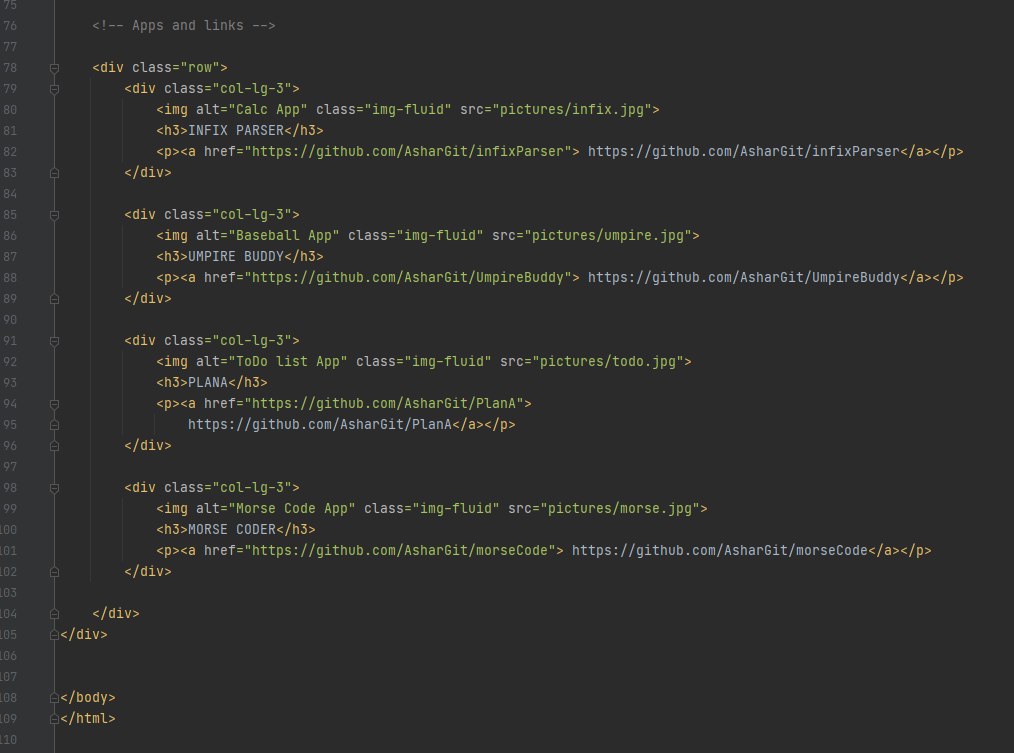 75
76 <!-- Apps and links -->
77
78 <div class="row">
79 <div class="col-lg-3">
80 <img alt="Calc App" class="img-fluid" src="pictures/infix.jpg">
81 <h3>INFIX PARSER</h3>
82 <p><a href="https://github.com/AsharGit/infixParser"> https://github.com/AsharGit/infixParser</a></p>
83 </div>
84
85 <div class="col-lg-3">
86 <img alt="Baseball App" class="img-fluid" src="pictures/umpire.jpg">
87 <h3>UMPIRE BUDDY</h3>
88 <p><a href="https://github.com/AsharGit/UmpireBuddy"> https://github.com/AsharGit/UmpireBuddy</a></p>
89 </div>
90
91 <div class="col-lg-3">
92 <img alt="ToDo list App" class="img-fluid" src="pictures/todo.jpg">
93 <h3>PLANA</h3>
94 <p><a href="https://github.com/AsharGit/PlanA">
95 https://github.com/AsharGit/PlanA</a></p>
96 </div>
97
98 <div class="col-lg-3">
99 <img alt="Morse Code App" class="img-fluid" src="pictures/morse.jpg">
100 <h3>MORSE CODER</h3>
101 <p><a href="https://github.com/AsharGit/morseCode"> https://github.com/AsharGit/morseCode</a></p>
102 </div>
103
104 </div>
105 </div>
106
107
108 </body>
109 </html>
110